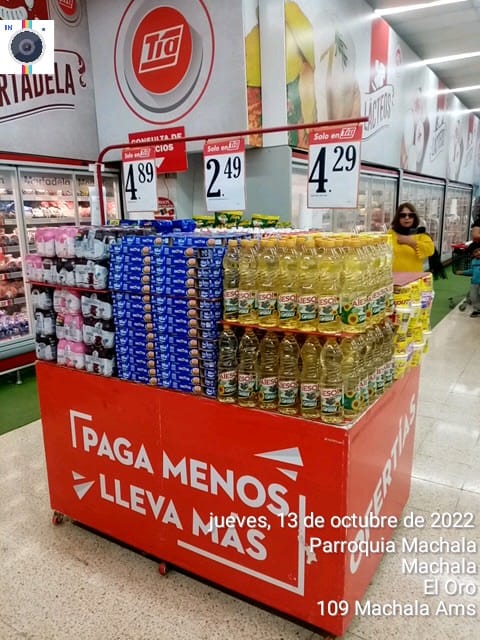 IN
RTADELA
Tía
LÁCTEOS
CONSULTA DE
Solo en Tía
4.89
Solo en Tía
2.49
Solo en Tía
4.29
PAGA MENOS
LLEVA MÁS
OFERTAS
jueves, 13 de octubre de 2022
Parroquia Machala
Machala
El Oro
109 Machala Ams